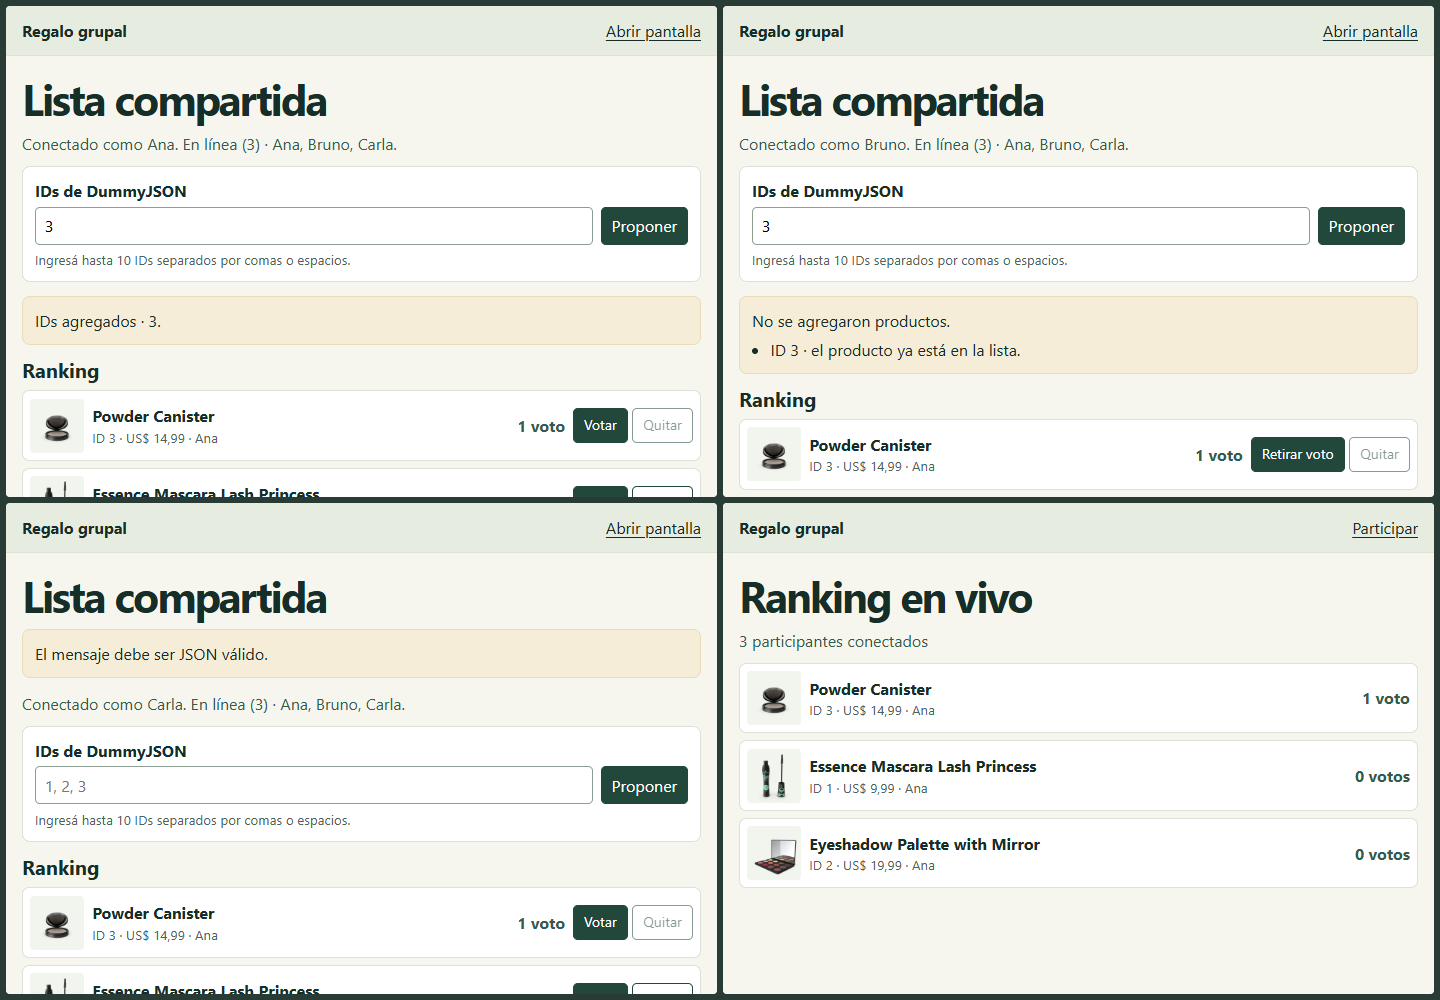 Regalo grupal
Abrir pantalla
Lista compartida
Conectado como Ana. En línea (3) · Ana, Bruno, Carla.
IDs de DummyJSON
3
Proponer
Ingresá hasta 10 IDs separados por comas o espacios.
IDs agregados · 3.
Ranking
Powder Canister
ID 3 · US$ 14,99 · Ana
1 voto
Votar
Quitar
Essence Mascara Lash Princess
Regalo grupal
Abrir pantalla
Lista compartida
Conectado como Bruno. En línea (3) · Ana, Bruno, Carla.
IDs de DummyJSON
3
Proponer
Ingresá hasta 10 IDs separados por comas o espacios.
No se agregaron productos.
• ID 3 · el producto ya está en la lista.
Ranking
Powder Canister
ID 3 · US$ 14,99 · Ana
1 voto
Retirar voto
Quitar
Regalo grupal
Abrir pantalla
Lista compartida
El mensaje debe ser JSON válido.
Conectado como Carla. En línea (3) · Ana, Bruno, Carla.
IDs de DummyJSON
1, 2, 3
Proponer
Ingresá hasta 10 IDs separados por comas o espacios.
Ranking
Powder Canister
ID 3 · US$ 14,99 · Ana
1 voto
Votar
Quitar
Essence Mascara Lash Princess
Regalo grupal
Participar
Ranking en vivo
3 participantes conectados
Powder Canister
ID 3 · US$ 14,99 · Ana
1 voto
Essence Mascara Lash Princess
ID 1 · US$ 9,99 · Ana
0 votos
Eyeshadow Palette with Mirror
ID 2 · US$ 19,99 · Ana
0 votos